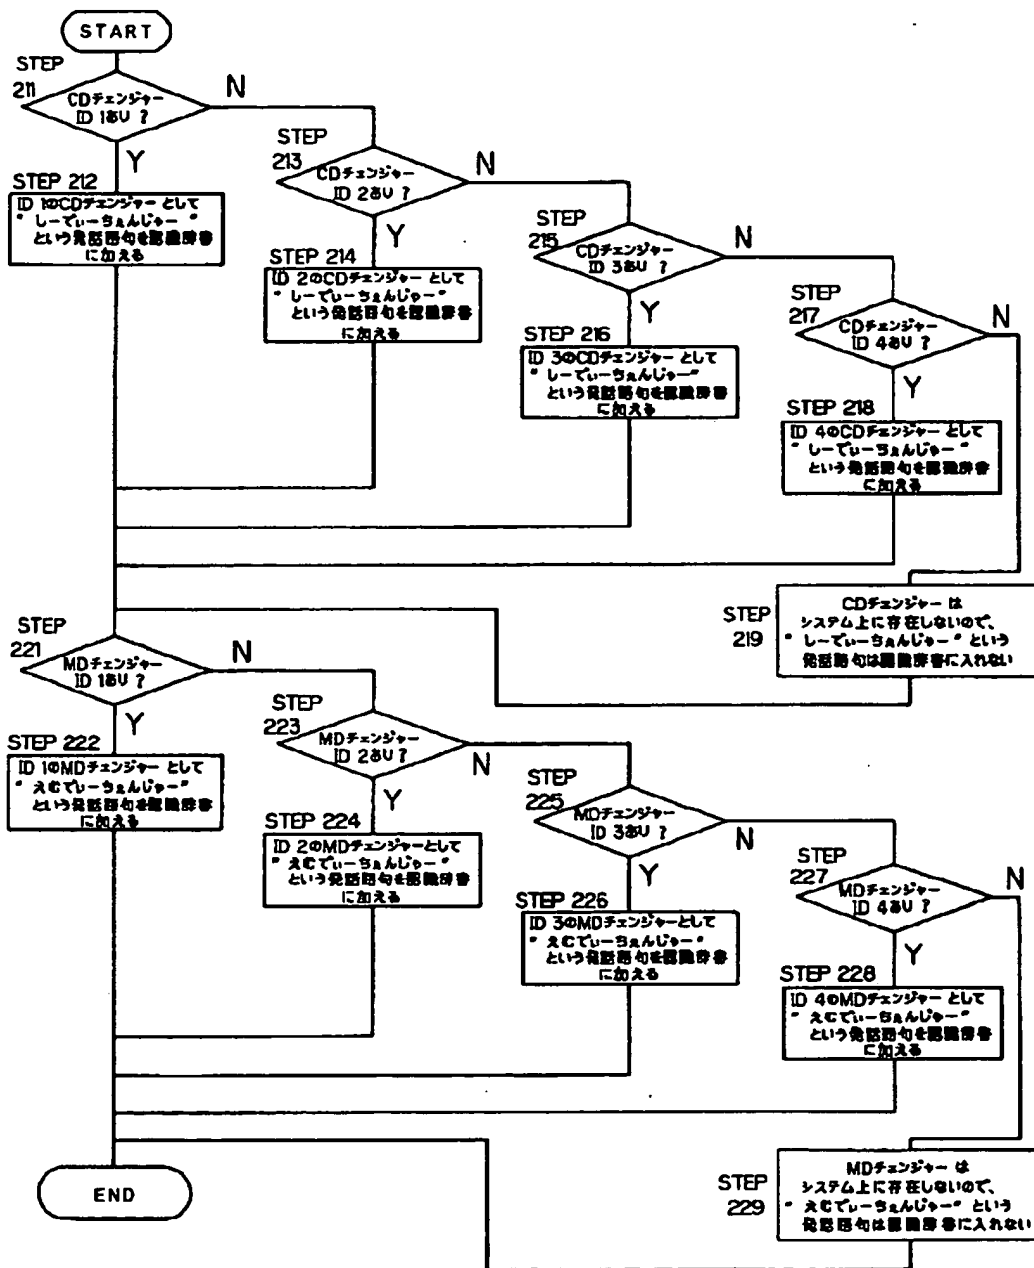 START
STEP
211
CDチェンジャー
ID 1あり ?
N
Y
STEP 212
ID 1のCDチェンジャー として
" しーでぃーちぇんじゃー "
という発話語句を認識辞書
に加える
STEP
213
CDチェンジャー
ID 2あり ?
N
Y
STEP 214
ID 2のCDチェンジャー として
" しーでぃーちぇんじゃー "
という発話語句を認識辞書
に加える
STEP
215
CDチェンジャー
ID 3あり ?
N
Y
STEP 216
ID 3のCDチェンジャー として
" しーでぃーちぇんじゃー "
という発話語句を認識辞書
に加える
STEP
217
CDチェンジャー
ID 4あり ?
N
Y
STEP 218
ID 4のCDチェンジャー として
" しーでぃーちぇんじゃー "
という発話語句を認識辞書
に加える
STEP
219
CDチェンジャー は
システム上に存在しないので、
" しーでぃーちぇんじゃー " という
発話語句は認識辞書に入れない
STEP
221
MDチェンジャー
ID 1あり ?
N
Y
STEP 222
ID 1のMDチェンジャー として
" えむでぃーちぇんじゃー "
という発話語句を認識辞書
に加える
STEP
223
MDチェンジャー
ID 2あり ?
N
Y
STEP 224
ID 2のMDチェンジャーとして
" えむでぃーちぇんじゃー "
という発話語句を認識辞書
に加える
STEP
225
MDチェンジャー
ID 3あり ?
N
Y
STEP 226
ID 3のMDチェンジャーとして
" えむでぃーちぇんじゃー "
という発話語句を認識辞書
に加える
STEP
227
MDチェンジャー
ID 4あり ?
N
Y
STEP 228
ID 4のMDチェンジャー として
" えむでぃーちぇんじゃー "
という発話語句を認識辞書
に加える
STEP
229
MDチェンジャー は
システム上に存在しないので、
" えむでぃーちぇんじゃー " という
発話語句は認識辞書に入れない
END